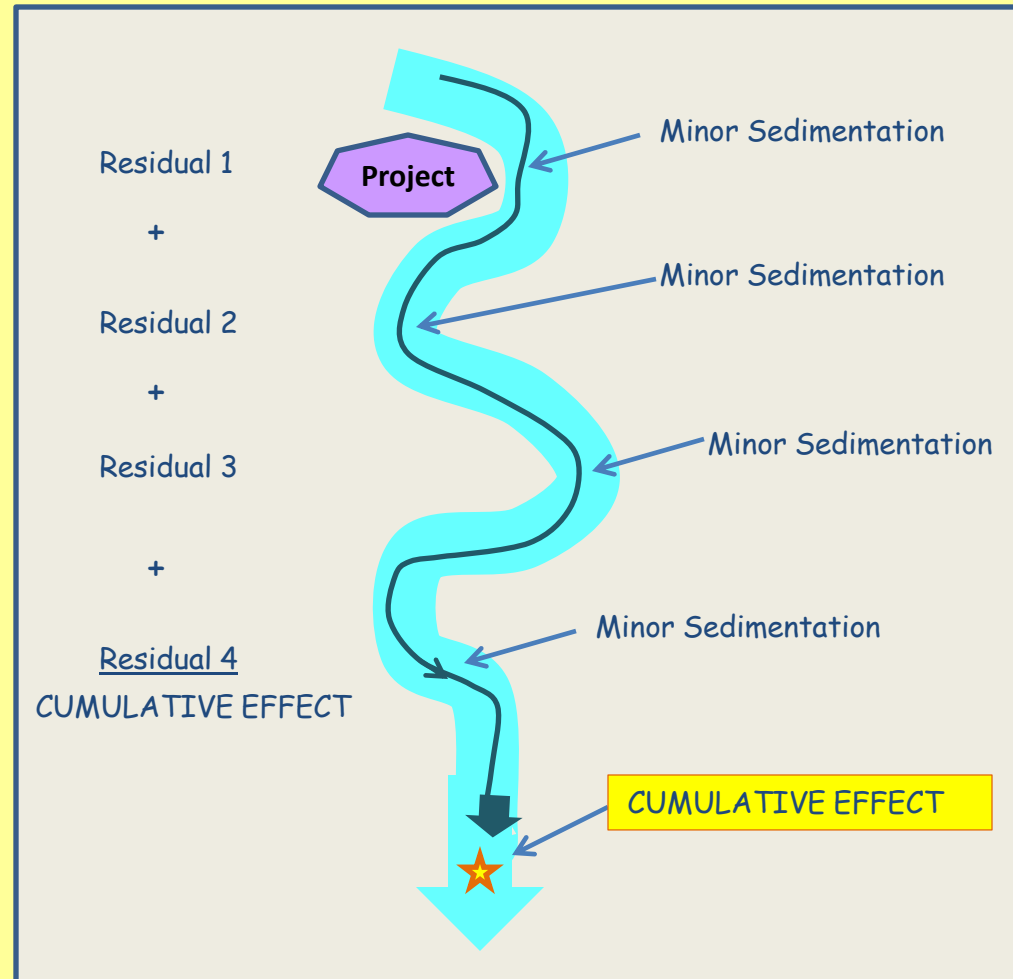 Minor Sedimentation
Residual 1
Project
+
Minor Sedimentation
Residual 2
+
Minor Sedimentation
Residual 3
+
Minor Sedimentation
Residual 4
CUMULATIVE EFFECT
CUMULATIVE EFFECT